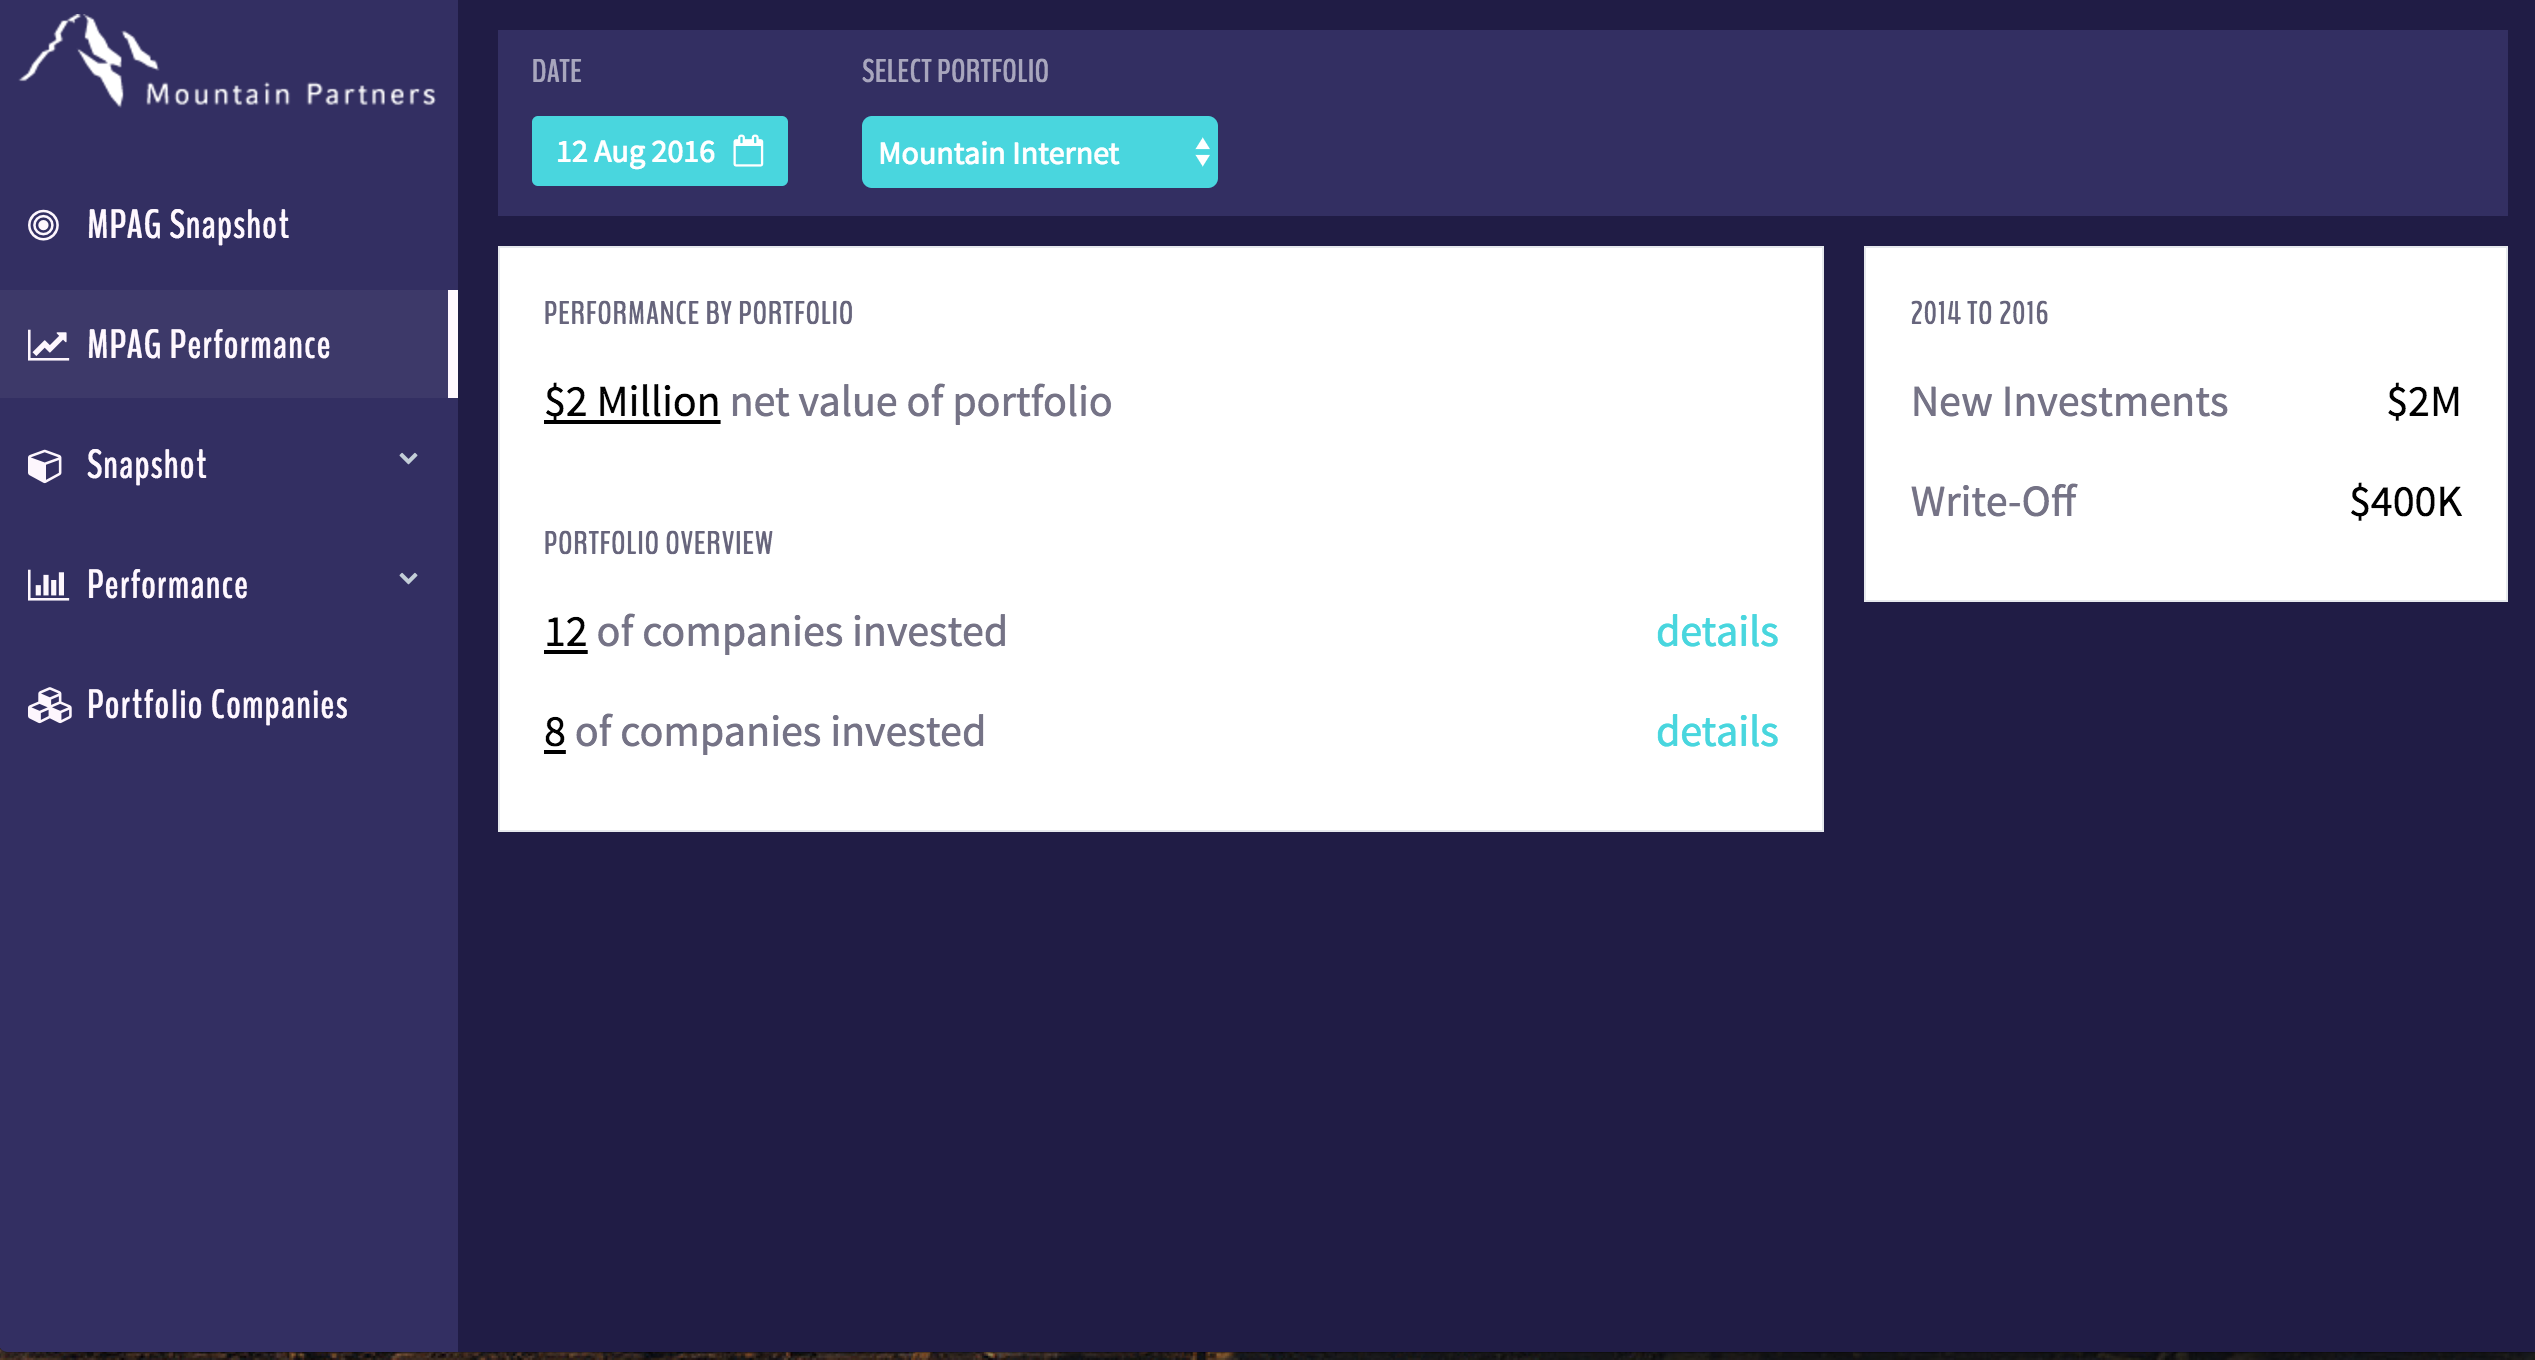 Mountain Partners
MPAG Snapshot
MPAG Performance
Snapshot
Performance
Portfolio Companies
DATE
SELECT PORTFOLIO
12 Aug 2016
Mountain Internet
PERFORMANCE BY PORTFOLIO
$2 Million net value of portfolio
PORTFOLIO OVERVIEW
12 of companies invested
details
8 of companies invested
details
2014 TO 2016
New Investments
$2M
Write-Off
$400K